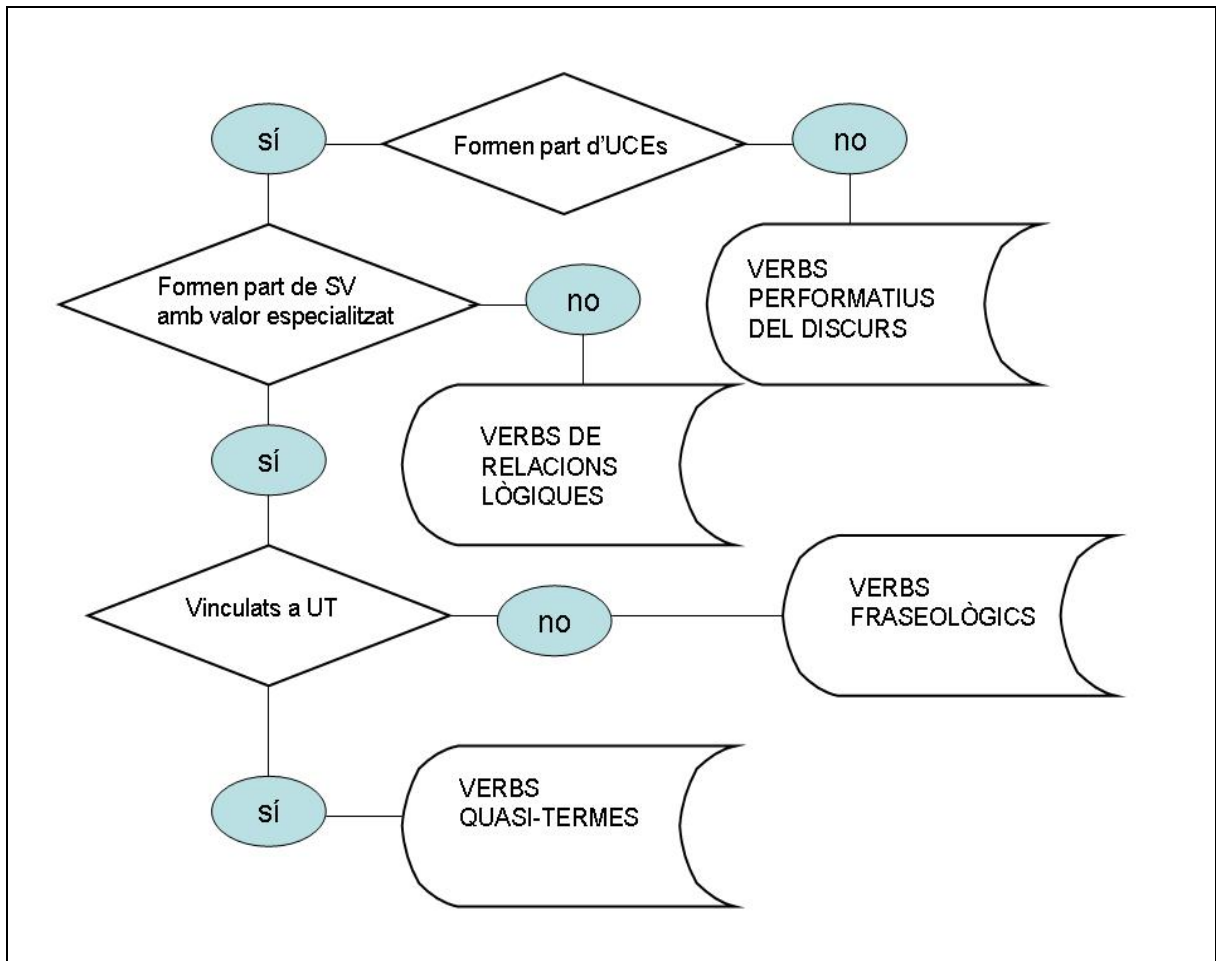 sí
Formen part d'UCEs
no
Formen part de SV
amb valor especialitzat
no
VERBS
PERFORMATIUS
DEL DISCURS
sí
VERBS DE
RELACIONS
LÒGIQUES
Vinculats a UT
no
VERBS
FRASEOLÒGICS
sí
VERBS
QUASI-TERMES